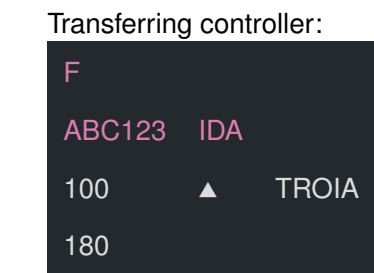 Transferring controller:
F
ABC123 IDA
100 ▲ TROIA
180